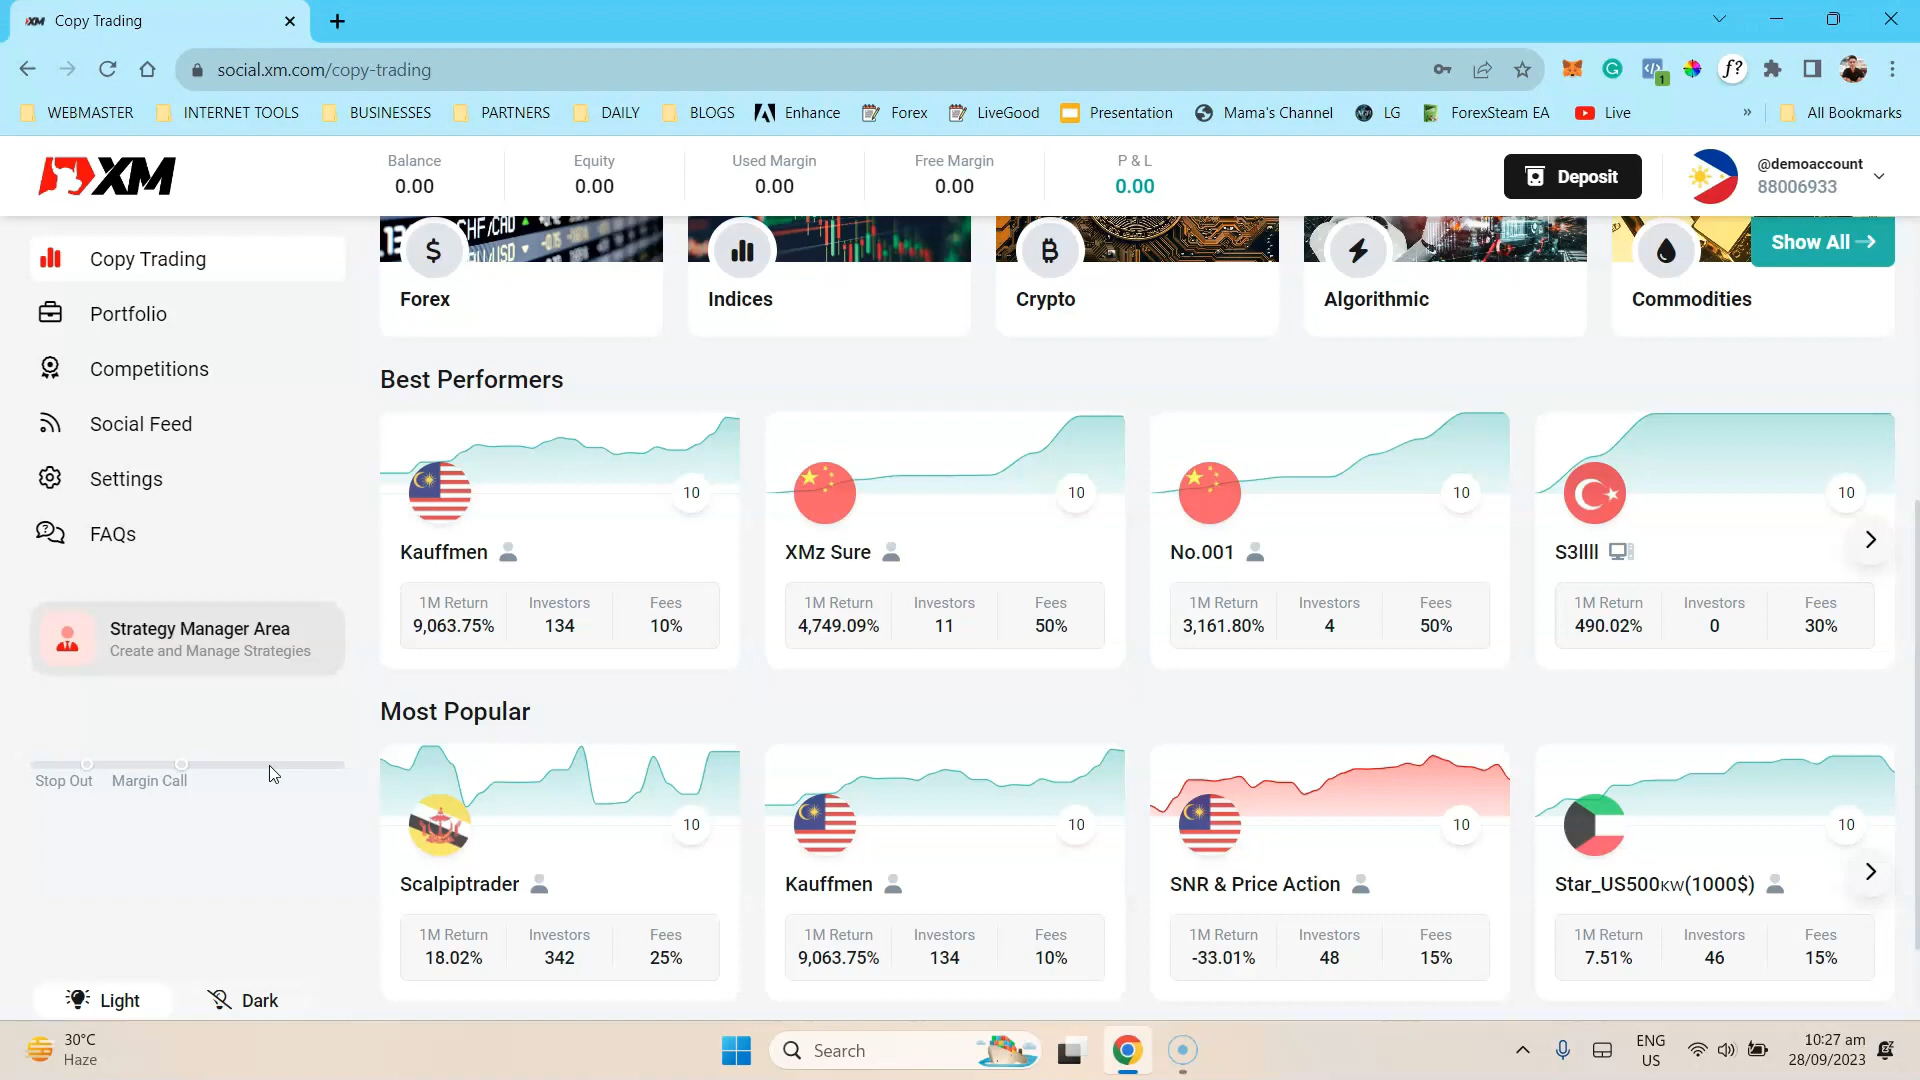 Copy Trading
social.xm.com/copy-trading
1
f?
WEBMASTER INTERNET TOOLS BUSINESSES PARTNERS DAILY BLOGS Enhance Forex LiveGood Presentation Mama's Channel LG ForexSteam EA Live » All Bookmarks
XM
Balance Equity Used Margin Free Margin P & L
0.00 0.00 0.00 0.00 0.00
Deposit
@demoaccount
88006933
Copy Trading
Portfolio
Competitions
Social Feed
Settings
FAQs
Strategy Manager Area
Create and Manage Strategies
Stop Out Margin Call
Light Dark
CHF/CAD
Show All
Forex Indices Crypto Algorithmic Commodities
Best Performers
10 10 10 10
Kauffmen XMz Sure No.001 S3llll
1M Return Investors Fees 1M Return Investors Fees 1M Return Investors Fees 1M Return Investors Fees
9,063.75% 134 10% 4,749.09% 11 50% 3,161.80% 4 50% 490.02% 0 30%
Most Popular
10 10 10 10
Scalpiptrader Kauffmen SNR & Price Action Star_US500ᴋᴡ(1000$)
1M Return Investors Fees 1M Return Investors Fees 1M Return Investors Fees 1M Return Investors Fees
18.02% 342 25% 9,063.75% 134 10% -33.01% 48 15% 7.51% 46 15%
30°C
Haze
Search
ENG
US
10:27 am
28/09/2023